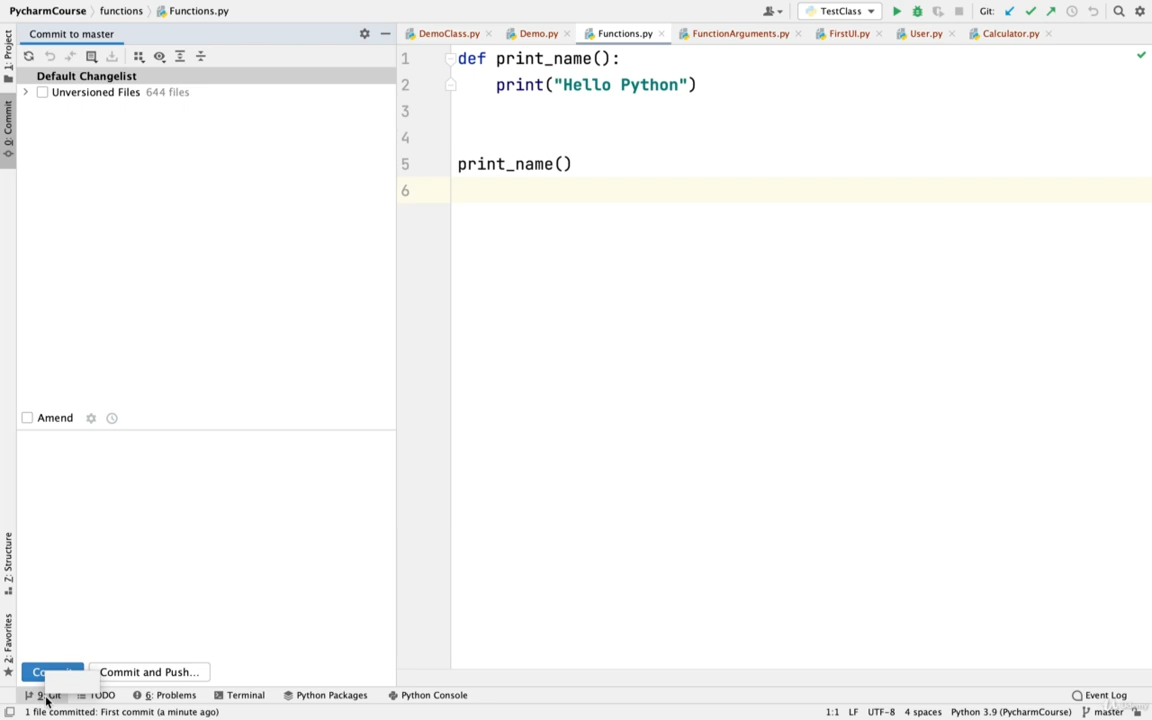 PycharmCourse functions Functions.py TestClass Git:
1: Project
Commit to master
DemoClass.py Demo.py Functions.py FunctionArguments.py FirstUI.py User.py Calculator.py
Default Changelist
Unversioned Files 644 files
0: Commit
1 def print_name():
2 print("Hello Python")
3
4
5 print_name()
6
Amend
Z: Structure
2: Favorites
Commit and Push...
9: Git TODO 6: Problems Terminal Python Packages Python Console Event Log
1 file committed: First commit (a minute ago) 1:1 LF UTF-8 4 spaces Python 3.9 (PycharmCourse) master